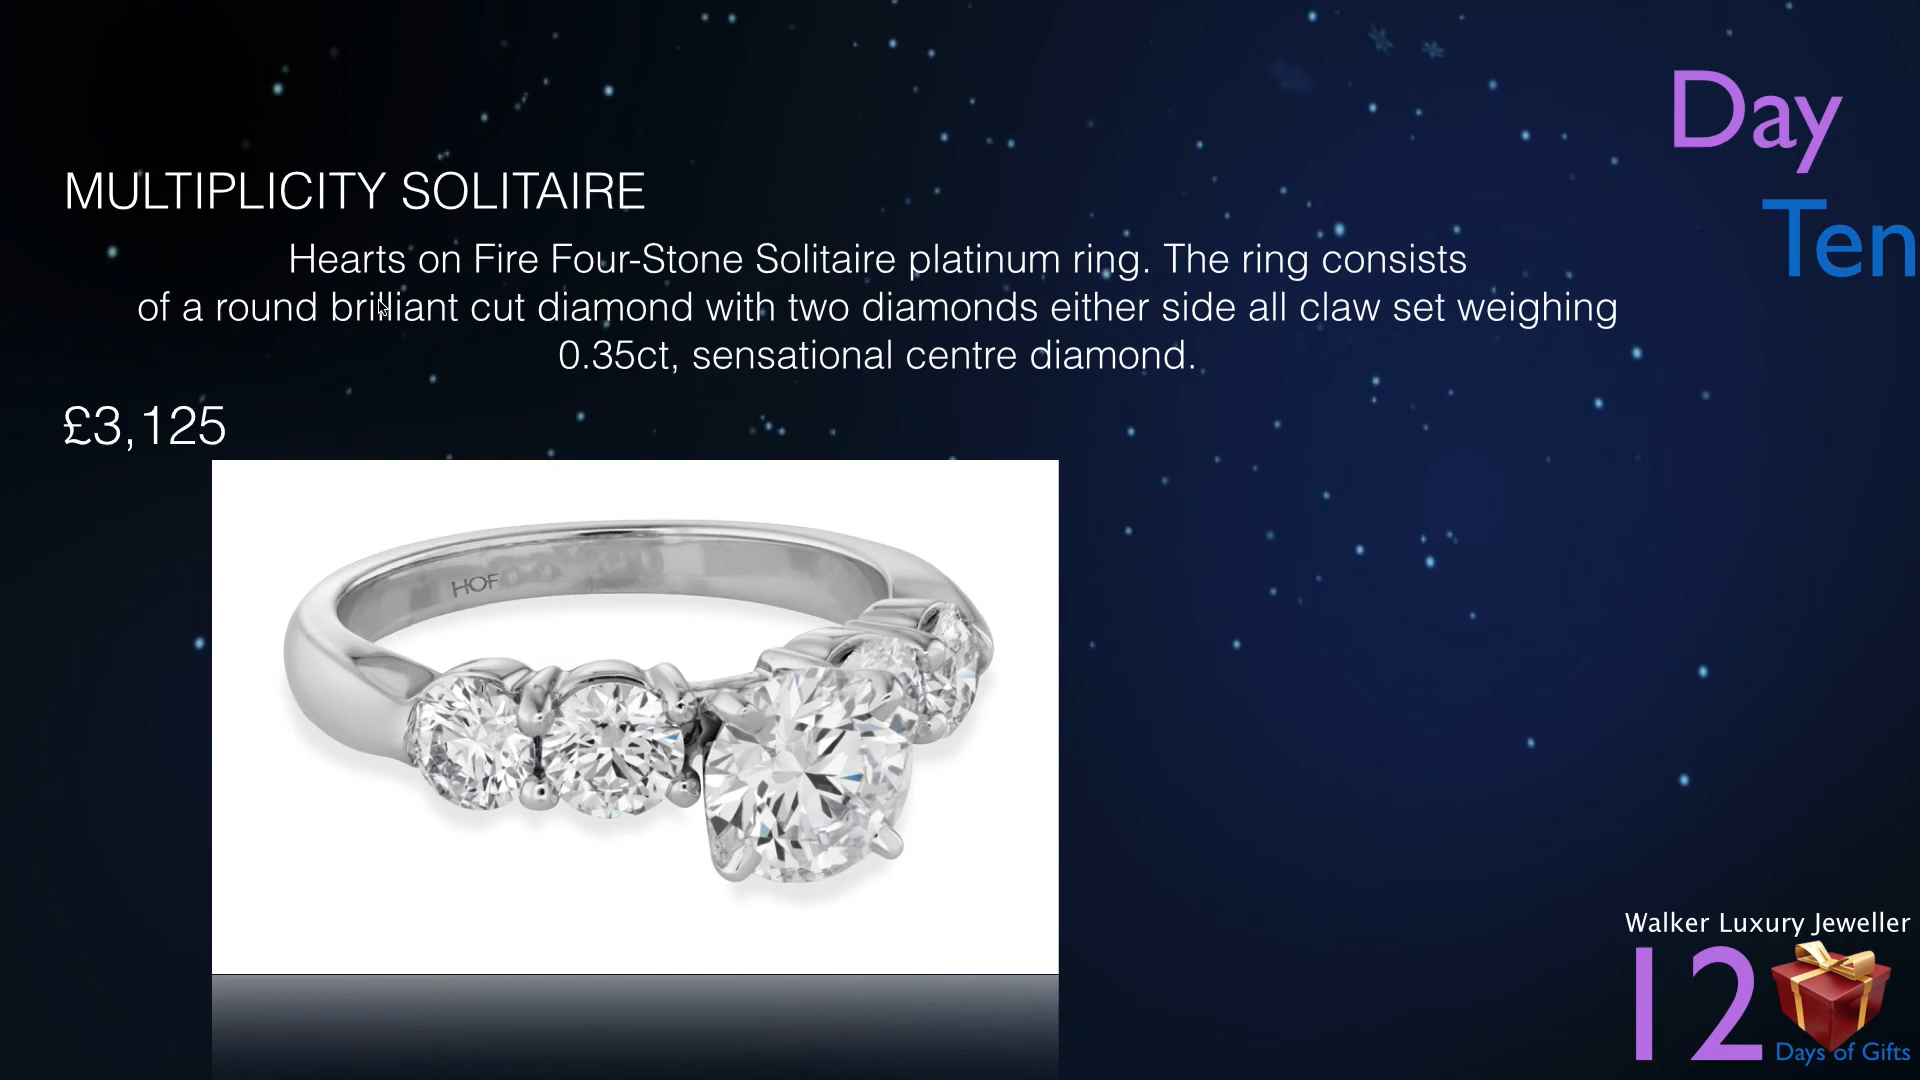 Day
Ten
MULTIPLICITY SOLITAIRE
Hearts on Fire Four-Stone Solitaire platinum ring. The ring consists
of a round brilliant cut diamond with two diamonds either side all claw set weighing
0.35ct, sensational centre diamond.
£3,125
HOF
Walker Luxury Jeweller
12
Days of Gifts